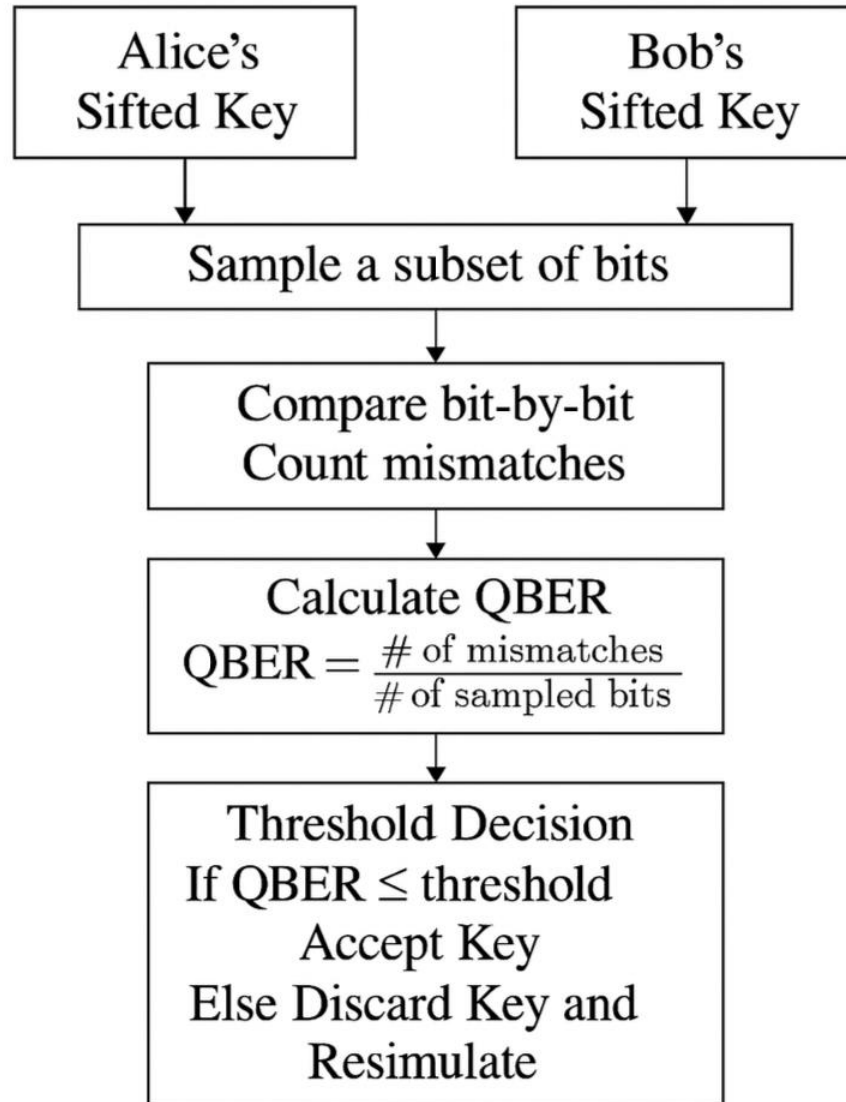 Alice's
Sifted Key
Bob's
Sifted Key
Sample a subset of bits
Compare bit-by-bit
Count mismatches
Calculate QBER
QBER = # of mismatches / # of sampled bits
Threshold Decision
If QBER ≤ threshold
Accept Key
Else Discard Key and
Resimulate